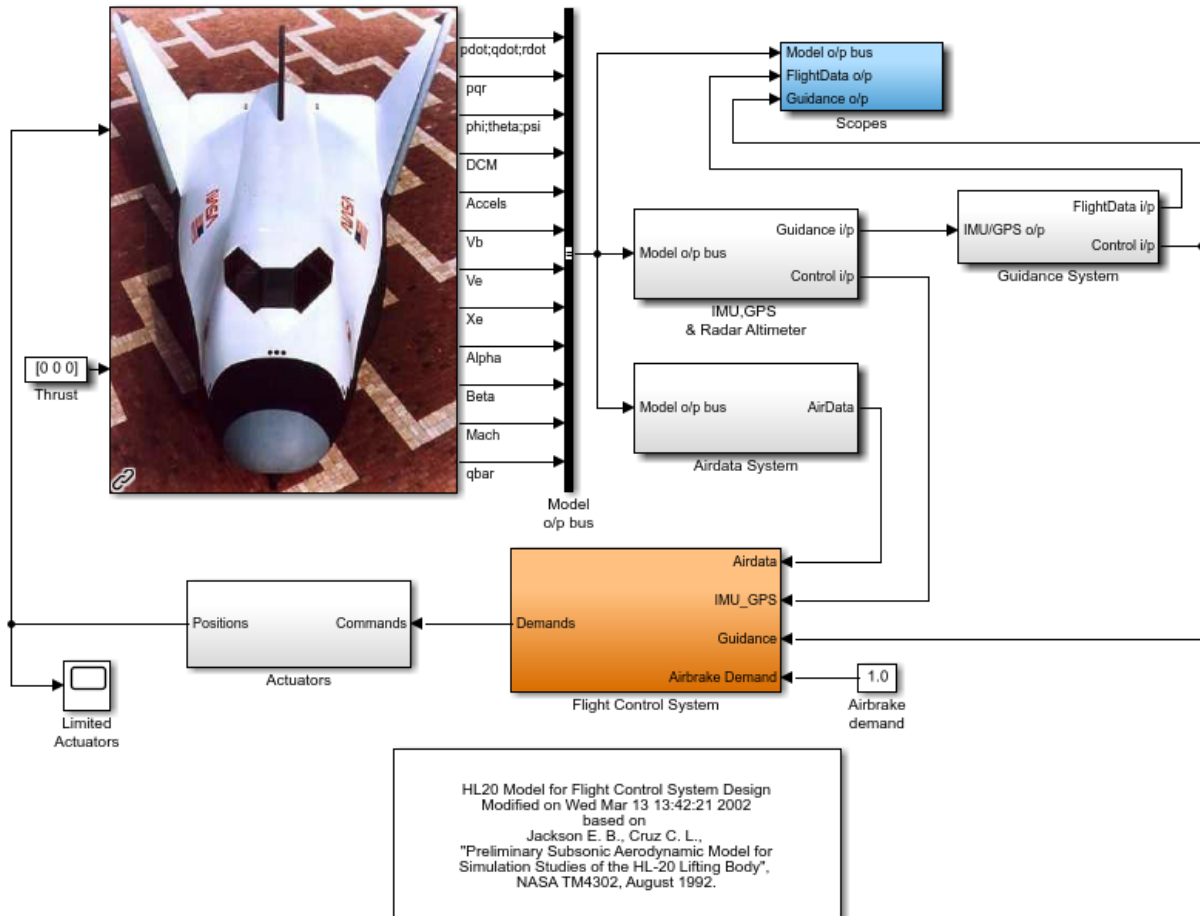 pdot;qdot;rdot
pqr
phi;theta;psi
DCM
Accels
Vb
Ve
Xe
Alpha
Beta
Mach
qbar
NASA
[0 0 0]
Thrust
Model
o/p bus
Model o/p bus
FlightData o/p
Guidance o/p
Scopes
Model o/p bus
Guidance i/p
Control i/p
IMU,GPS
& Radar Altimeter
IMU/GPS o/p
FlightData i/p
Control i/p
Guidance System
Model o/p bus
AirData
Airdata System
Airdata
IMU_GPS
Guidance
Airbrake Demand
Demands
Flight Control System
1.0
Airbrake
demand
Positions
Commands
Actuators
Limited
Actuators
HL20 Model for Flight Control System Design
Modified on Wed Mar 13 13:42:21 2002
based on
Jackson E. B., Cruz C. L.,
"Preliminary Subsonic Aerodynamic Model for
Simulation Studies of the HL-20 Lifting Body",
NASA TM4302, August 1992.